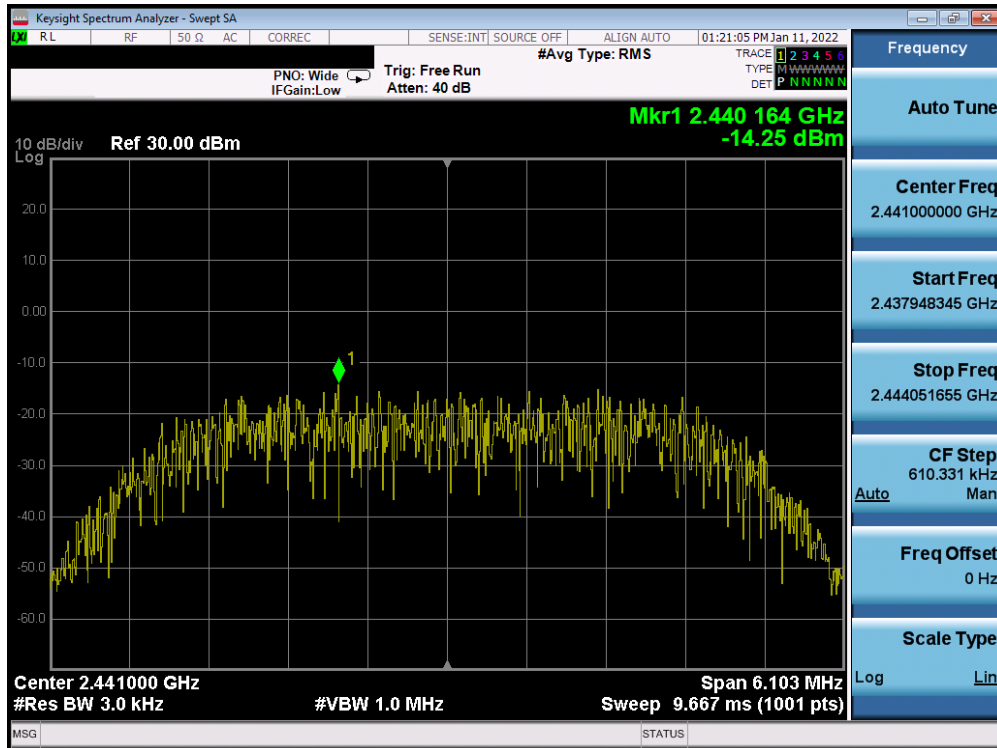 Keysight Spectrum Analyzer - Swept SA
LXI RL RF 50 Ω AC CORREC SENSE:INT SOURCE OFF ALIGN AUTO 01:21:05 PM Jan 11, 2022
#Avg Type: RMS TRACE 1 2 3 4 5 6
PNO: Wide Trig: Free Run TYPE M WWWWW
IFGain:Low Atten: 40 dB DET P N N N N N
Mkr1 2.440 164 GHz
-14.25 dBm
10 dB/div Ref 30.00 dBm
Log
20.0
10.0
0.00
1
-10.0
-20.0
-30.0
-40.0
-50.0
-60.0
Center 2.441000 GHz Span 6.103 MHz
#Res BW 3.0 kHz #VBW 1.0 MHz Sweep 9.667 ms (1001 pts)
MSG STATUS
Frequency
Auto Tune
Center Freq
2.441000000 GHz
Start Freq
2.437948345 GHz
Stop Freq
2.444051655 GHz
CF Step
610.331 kHz
Auto Man
Freq Offset
0 Hz
Scale Type
Log Lin